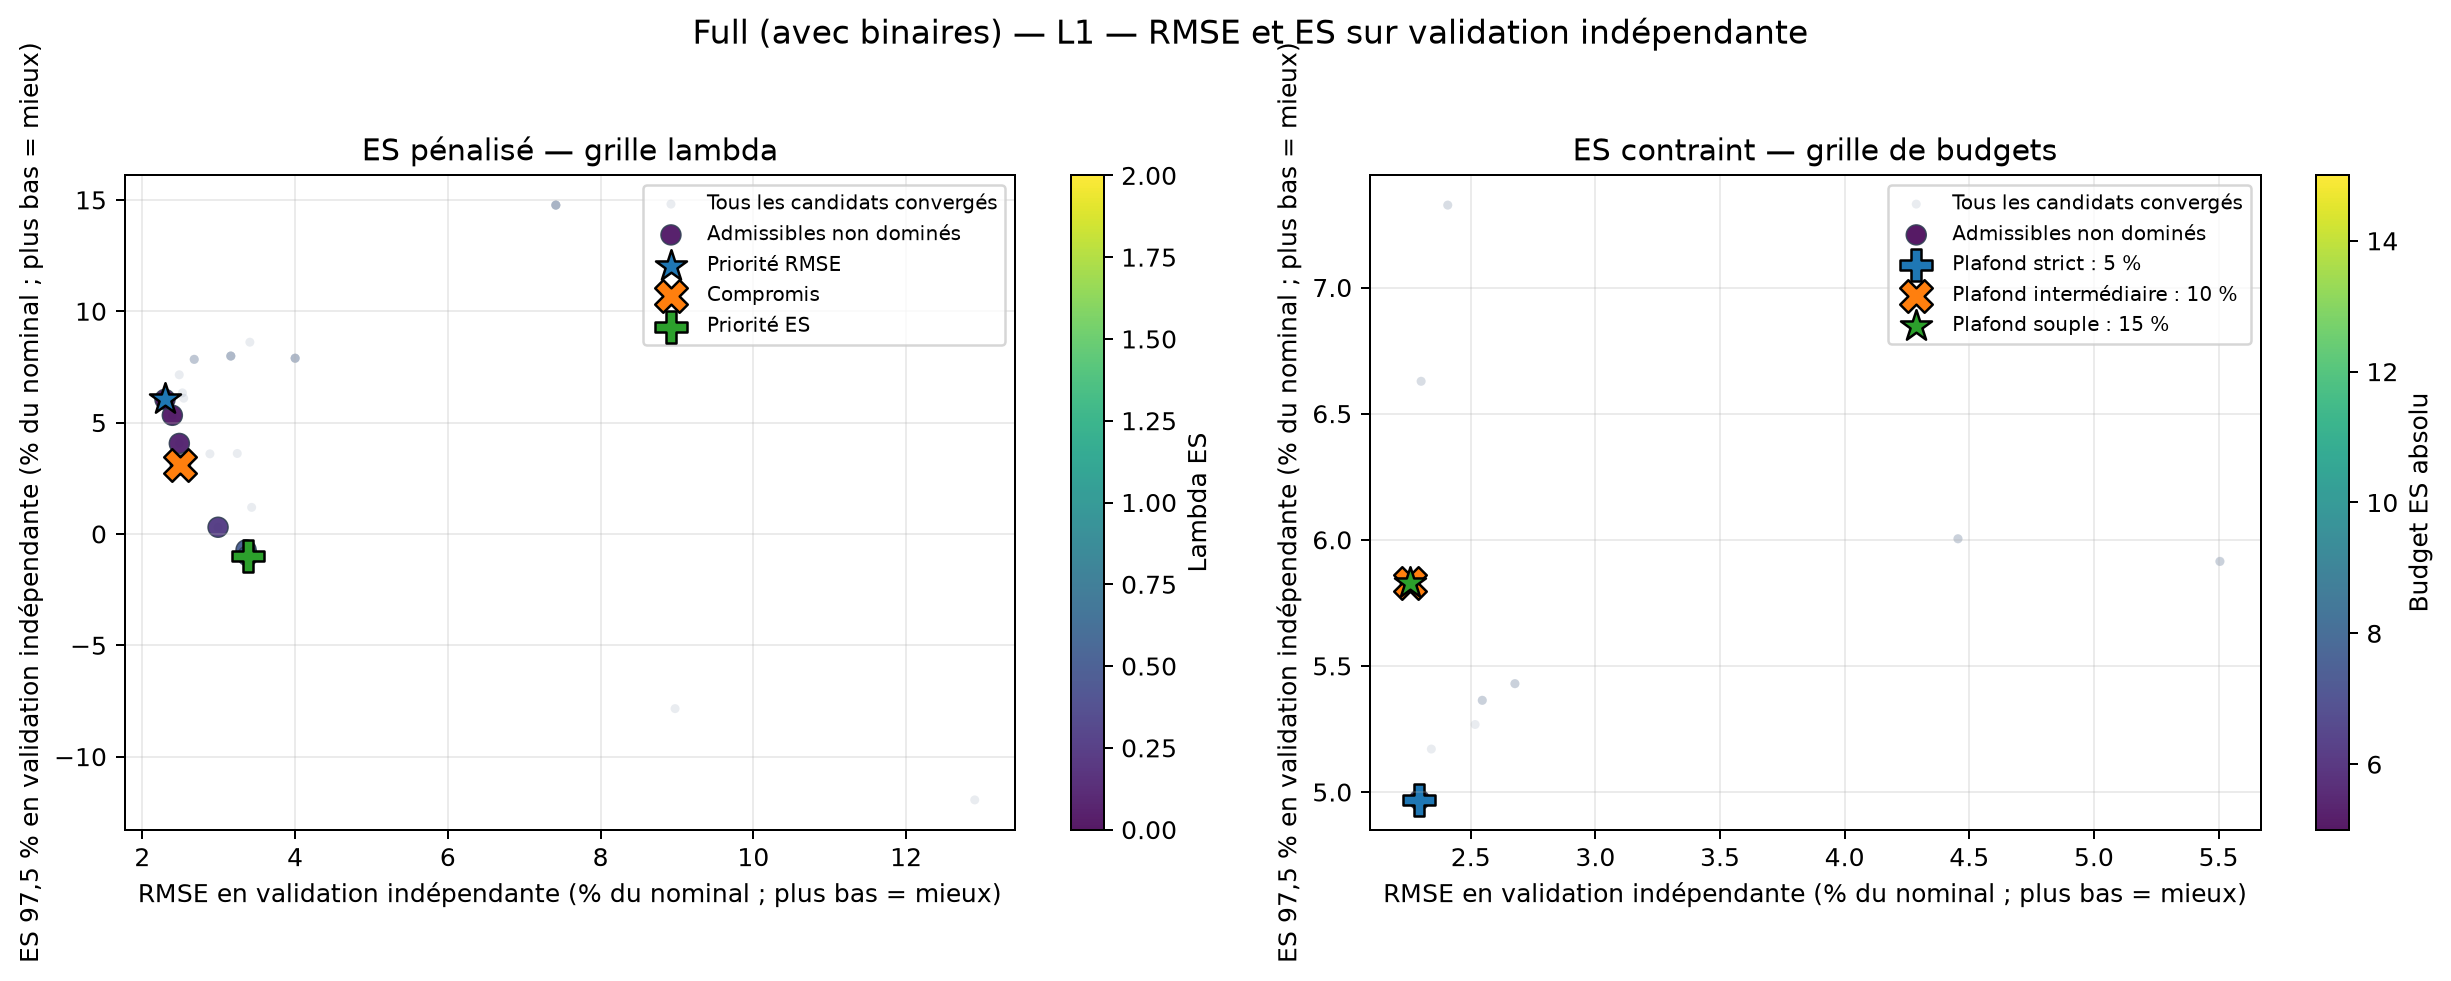 Full (avec binaires) — L1 — RMSE et ES sur validation indépendante
ES pénalisé — grille lambda
ES 97,5 % en validation indépendante (% du nominal ; plus bas = mieux)
15
10
5
0
−5
−10
2
4
6
8
10
12
RMSE en validation indépendante (% du nominal ; plus bas = mieux)
Tous les candidats convergés
Admissibles non dominés
Priorité RMSE
Compromis
Priorité ES
2.00
1.75
1.50
1.25
1.00
0.75
0.50
0.25
0.00
Lambda ES
ES contraint — grille de budgets
ES 97,5 % en validation indépendante (% du nominal ; plus bas = mieux)
7.0
6.5
6.0
5.5
5.0
2.5
3.0
3.5
4.0
4.5
5.0
5.5
RMSE en validation indépendante (% du nominal ; plus bas = mieux)
Tous les candidats convergés
Admissibles non dominés
Plafond strict : 5 %
Plafond intermédiaire : 10 %
Plafond souple : 15 %
14
12
10
8
6
Budget ES absolu